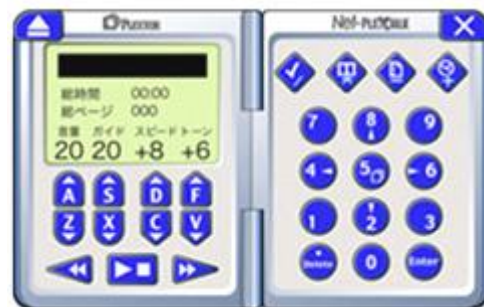 PLEXTOR
総時間 00:00
総ページ 000
音量 ガイド スピード トーン
20 20 +8 +6
A S D F
Z X C V
Net-PLEXTALK
7 8 9
4 5 6
1 2 3
Delete 0 Enter